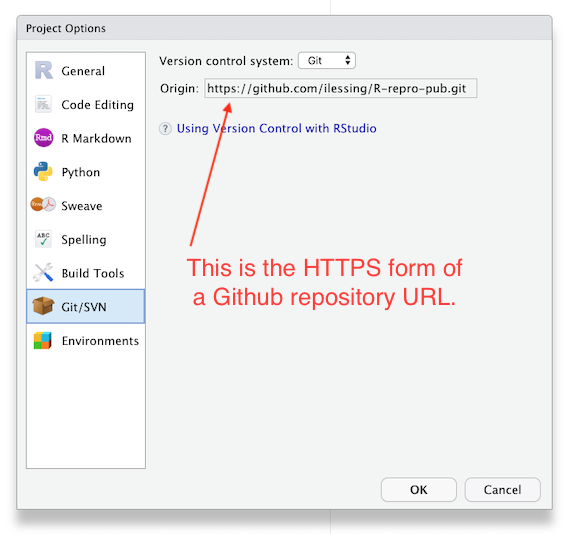 Project Options
General
Code Editing
Rmd R Markdown
Python
Sweave
ABC Spelling
Build Tools
Git/SVN
Environments
Version control system: Git
Origin: https://github.com/ilessing/R-repro-pub.git
? Using Version Control with RStudio
This is the HTTPS form of
a Github repository URL.
OK Cancel